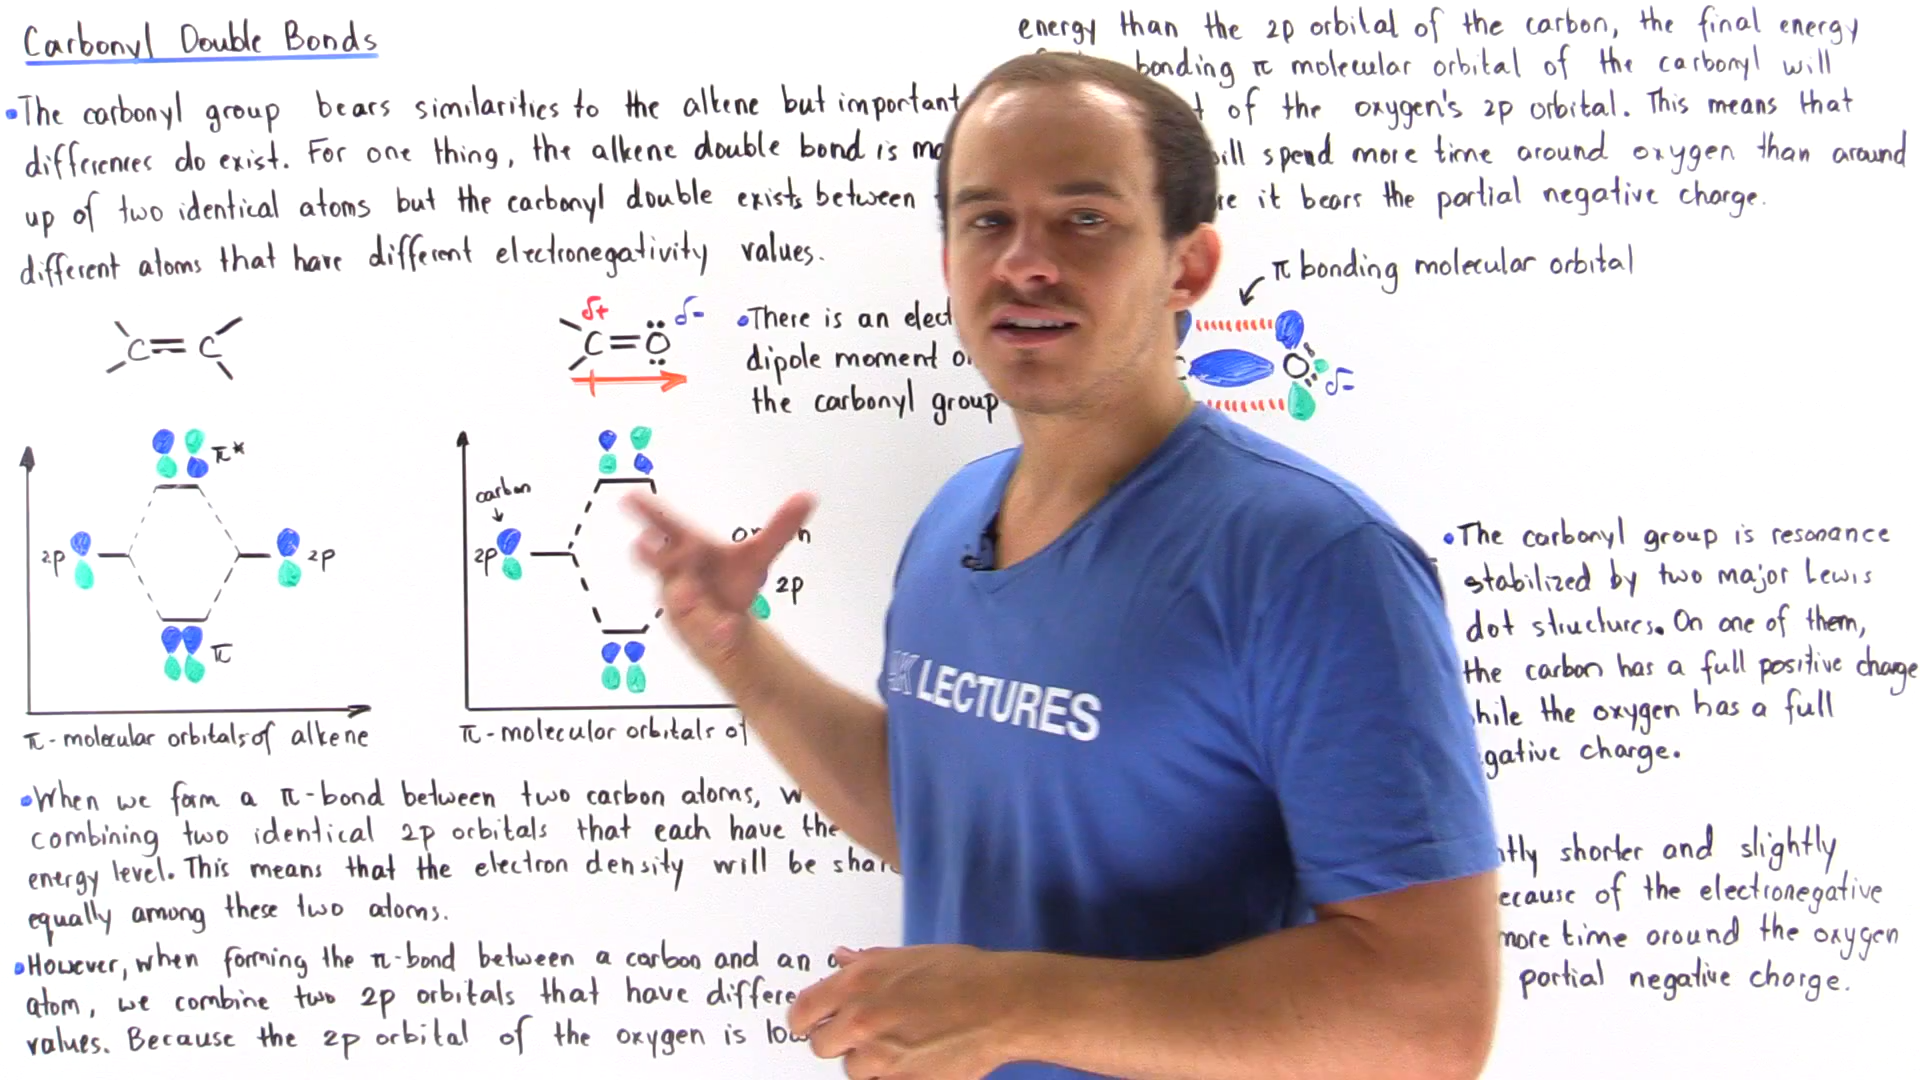 Carbonyl Double Bonds
•The carbonyl group bears similarities to the alkene but important
differences do exist. For one thing, the alkene double bond is
up of two identical atoms but the carbonyl double exists between
different atoms that have different electronegativity values.
C=C
δ+ δ-
C=O
•There is an
dipole moment
the carbonyl group
π*
2p
2p
π
π-molecular orbitals of alkene
carbon
2p
2p
π-molecular orbitals of
•When we form a π-bond between two carbon atoms,
combining two identical 2p orbitals that each have the
energy level. This means that the electron density will be
equally among these two atoms.
•However, when forming the π-bond between a carbon and an
atom, we combine two 2p orbitals that have
values. Because the 2p orbital of the oxygen is
energy than the 2p orbital of the carbon, the final energy
bonding π molecular orbital of the carbonyl will
of the oxygen's 2p orbital. This means that
spend more time around oxygen than around
it bears the partial negative charge.
π bonding molecular orbital
O
δ-
•The carbonyl group is resonance
stabilized by two major Lewis
dot structures. On one of them,
the carbon has a full positive charge
the oxygen has a full
charge.
shorter and slightly
of the electronegative
more time around the oxygen
partial negative charge.
LECTURES